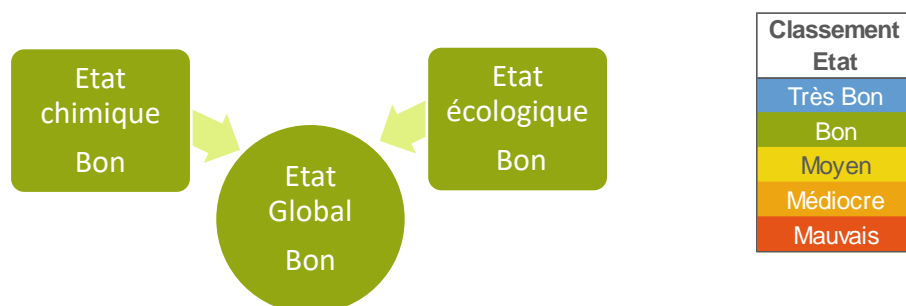 Etat
chimique
Bon
Etat
écologique
Bon
Etat
Global
Bon
Classement
Etat
Très Bon
Bon
Moyen
Médiocre
Mauvais